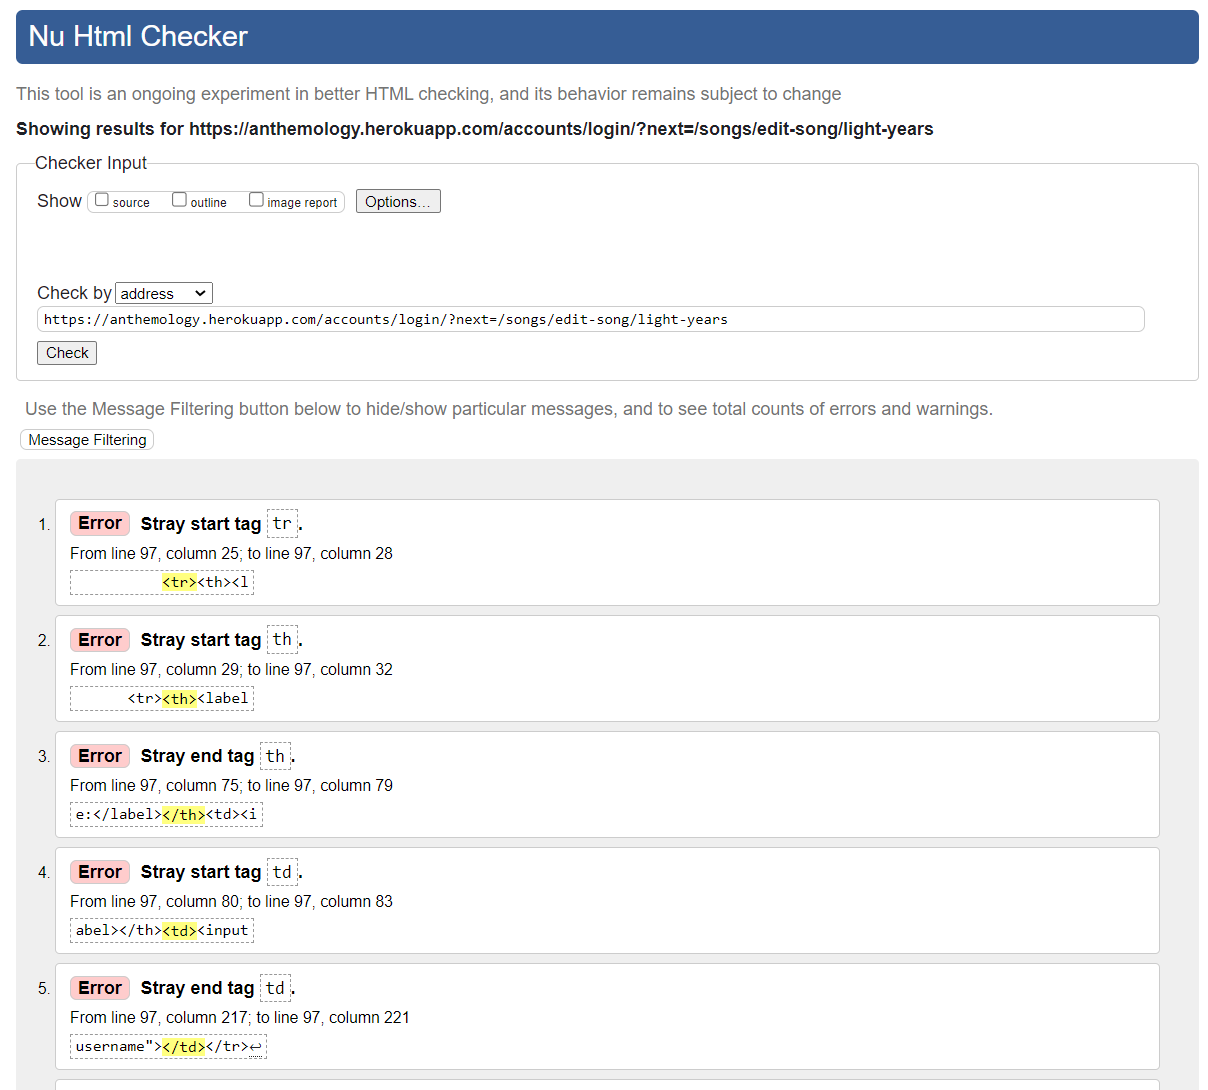 Nu Html Checker
This tool is an ongoing experiment in better HTML checking, and its behavior remains subject to change
Showing results for https://anthemology.herokuapp.com/accounts/login/?next=/songs/edit-song/light-years
Checker Input
Show source outline image report Options...
Check by address
https://anthemology.herokuapp.com/accounts/login/?next=/songs/edit-song/light-years
Check
Use the Message Filtering button below to hide/show particular messages, and to see total counts of errors and warnings.
Message Filtering
1. Error Stray start tag tr.
From line 97, column 25; to line 97, column 28
<tr><th><l
2. Error Stray start tag th.
From line 97, column 29; to line 97, column 32
<tr><th><label
3. Error Stray end tag th.
From line 97, column 75; to line 97, column 79
e:</label></th><td><i
4. Error Stray start tag td.
From line 97, column 80; to line 97, column 83
abel></th><td><input
5. Error Stray end tag td.
From line 97, column 217; to line 97, column 221
username"></td></tr>↩